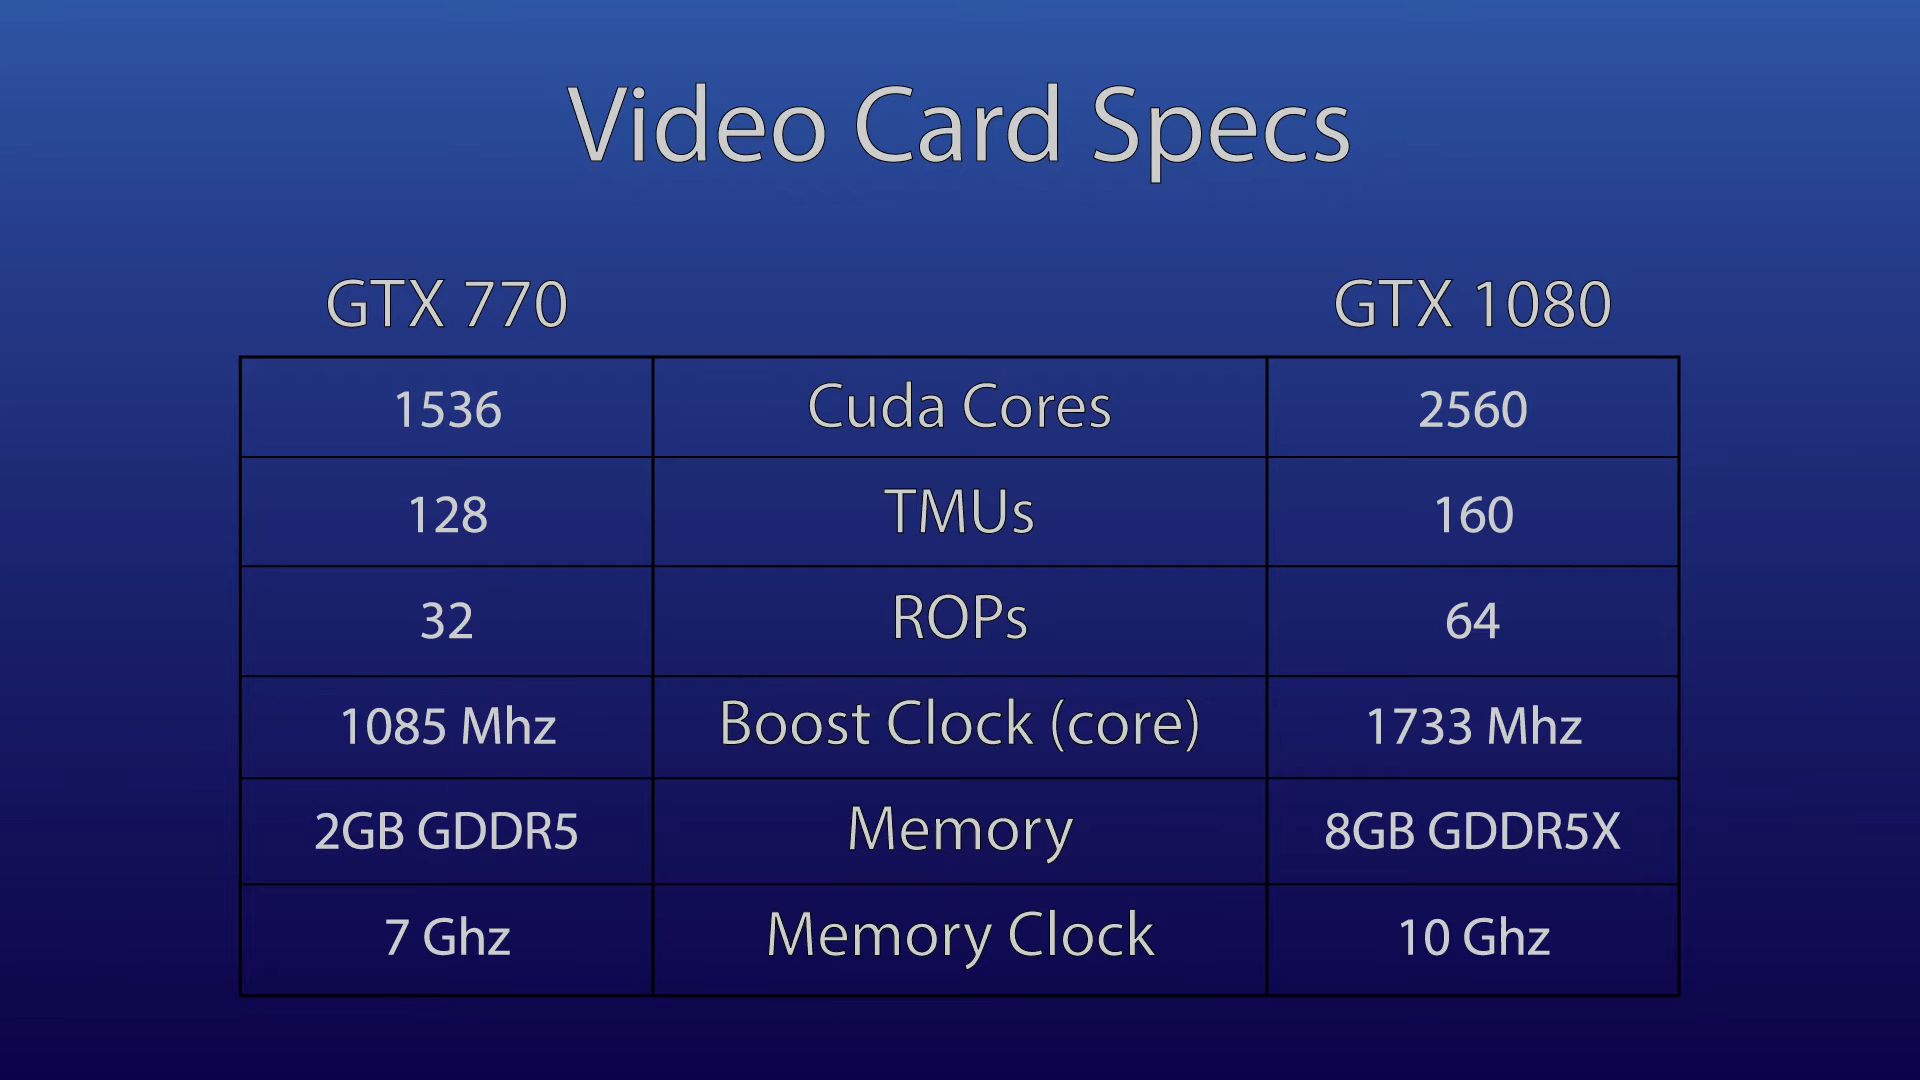 Video Card Specs
GTX 770 GTX 1080
1536 Cuda Cores 2560
128 TMUs 160
32 ROPs 64
1085 Mhz Boost Clock (core) 1733 Mhz
2GB GDDR5 Memory 8GB GDDR5X
7 Ghz Memory Clock 10 Ghz